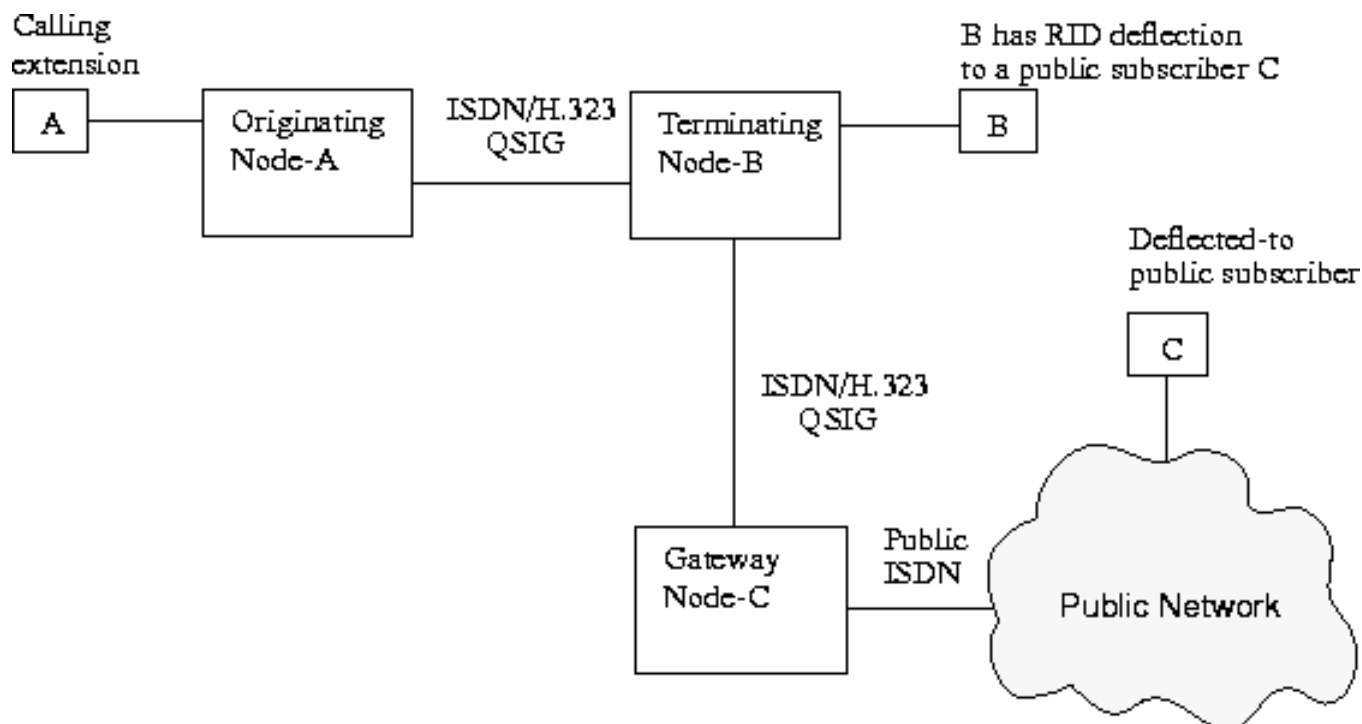 Calling
extension
A
Originating
Node-A
ISDN/H.323
QSIG
Terminating
Node-B
B has RID deflection
to a public subscriber C
B
Deflected-to
public subscriber
C
ISDN/H.323
QSIG
Gateway
Node-C
Public
ISDN
Public Network